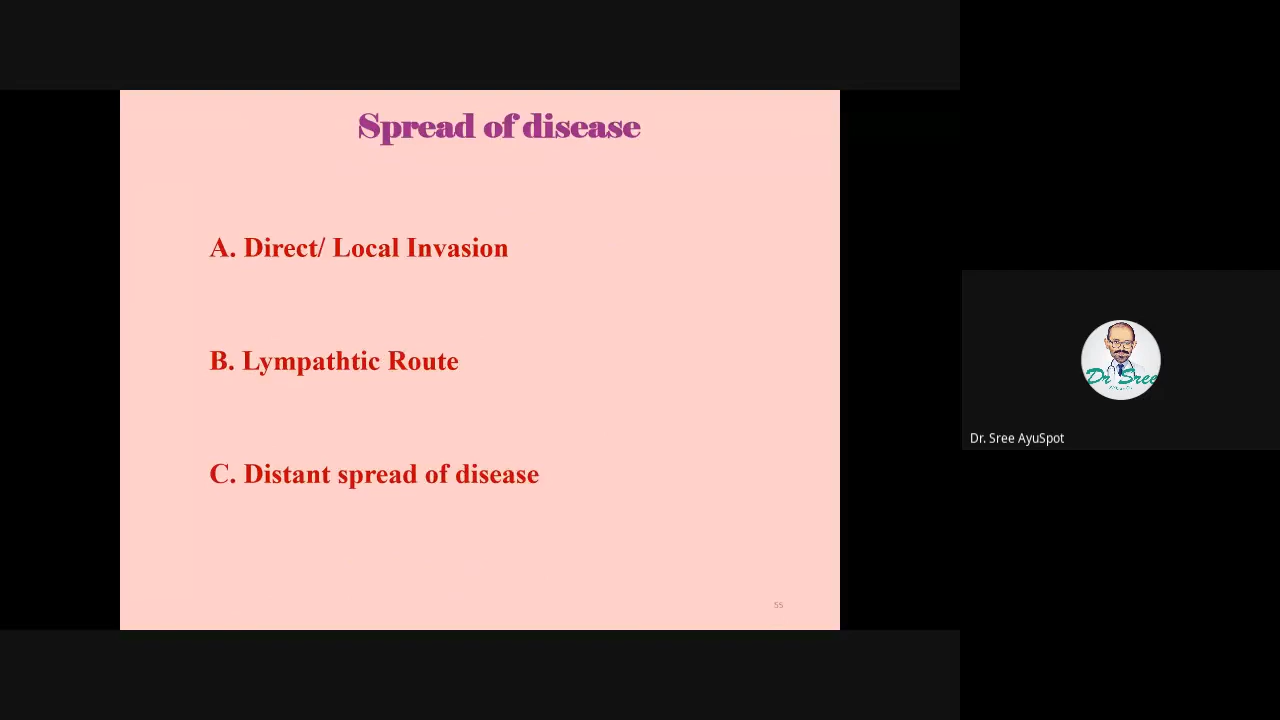 Spread of disease
A. Direct/ Local Invasion
B. Lympathtic Route
C. Distant spread of disease
55
Dr Sree
Dr. Sree AyuSpot